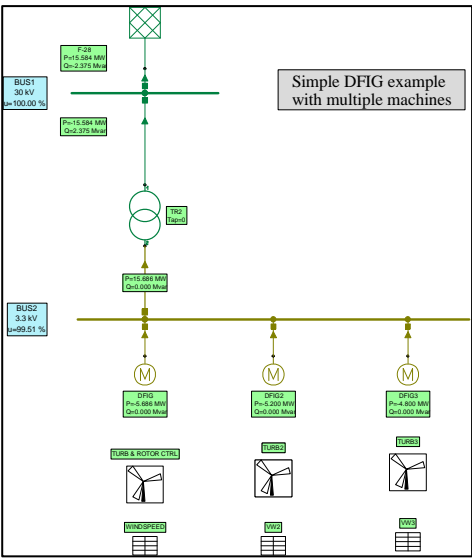 F-28
P=15.584 MW
Q=-2.375 Mvar
BUS1
30 kV
u=100.00 %
Simple DFIG example
with multiple machines
P=-15.584 MW
Q=2.375 Mvar
TR2
Tap=0
P=15.686 MW
Q=0.000 Mvar
BUS2
3.3 kV
u=99.51 %
M
M
M
DFIG
P=-5.686 MW
Q=0.000 Mvar
DFIG2
P=-5.200 MW
Q=0.000 Mvar
DFIG3
P=-4.800 MW
Q=0.000 Mvar
TURB & ROTOR CTRL
TURB2
TURB3
WINDSPEED
VW2
VW3